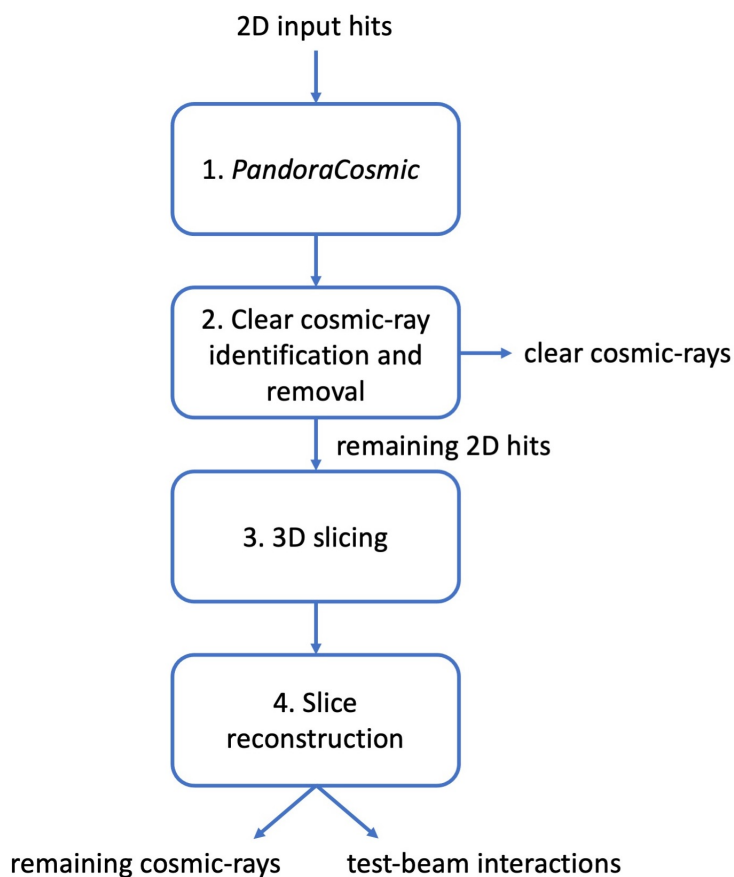 2D input hits
1. PandoraCosmic
2. Clear cosmic-ray
identification and
removal
clear cosmic-rays
remaining 2D hits
3. 3D slicing
4. Slice
reconstruction
remaining cosmic-rays
test-beam interactions